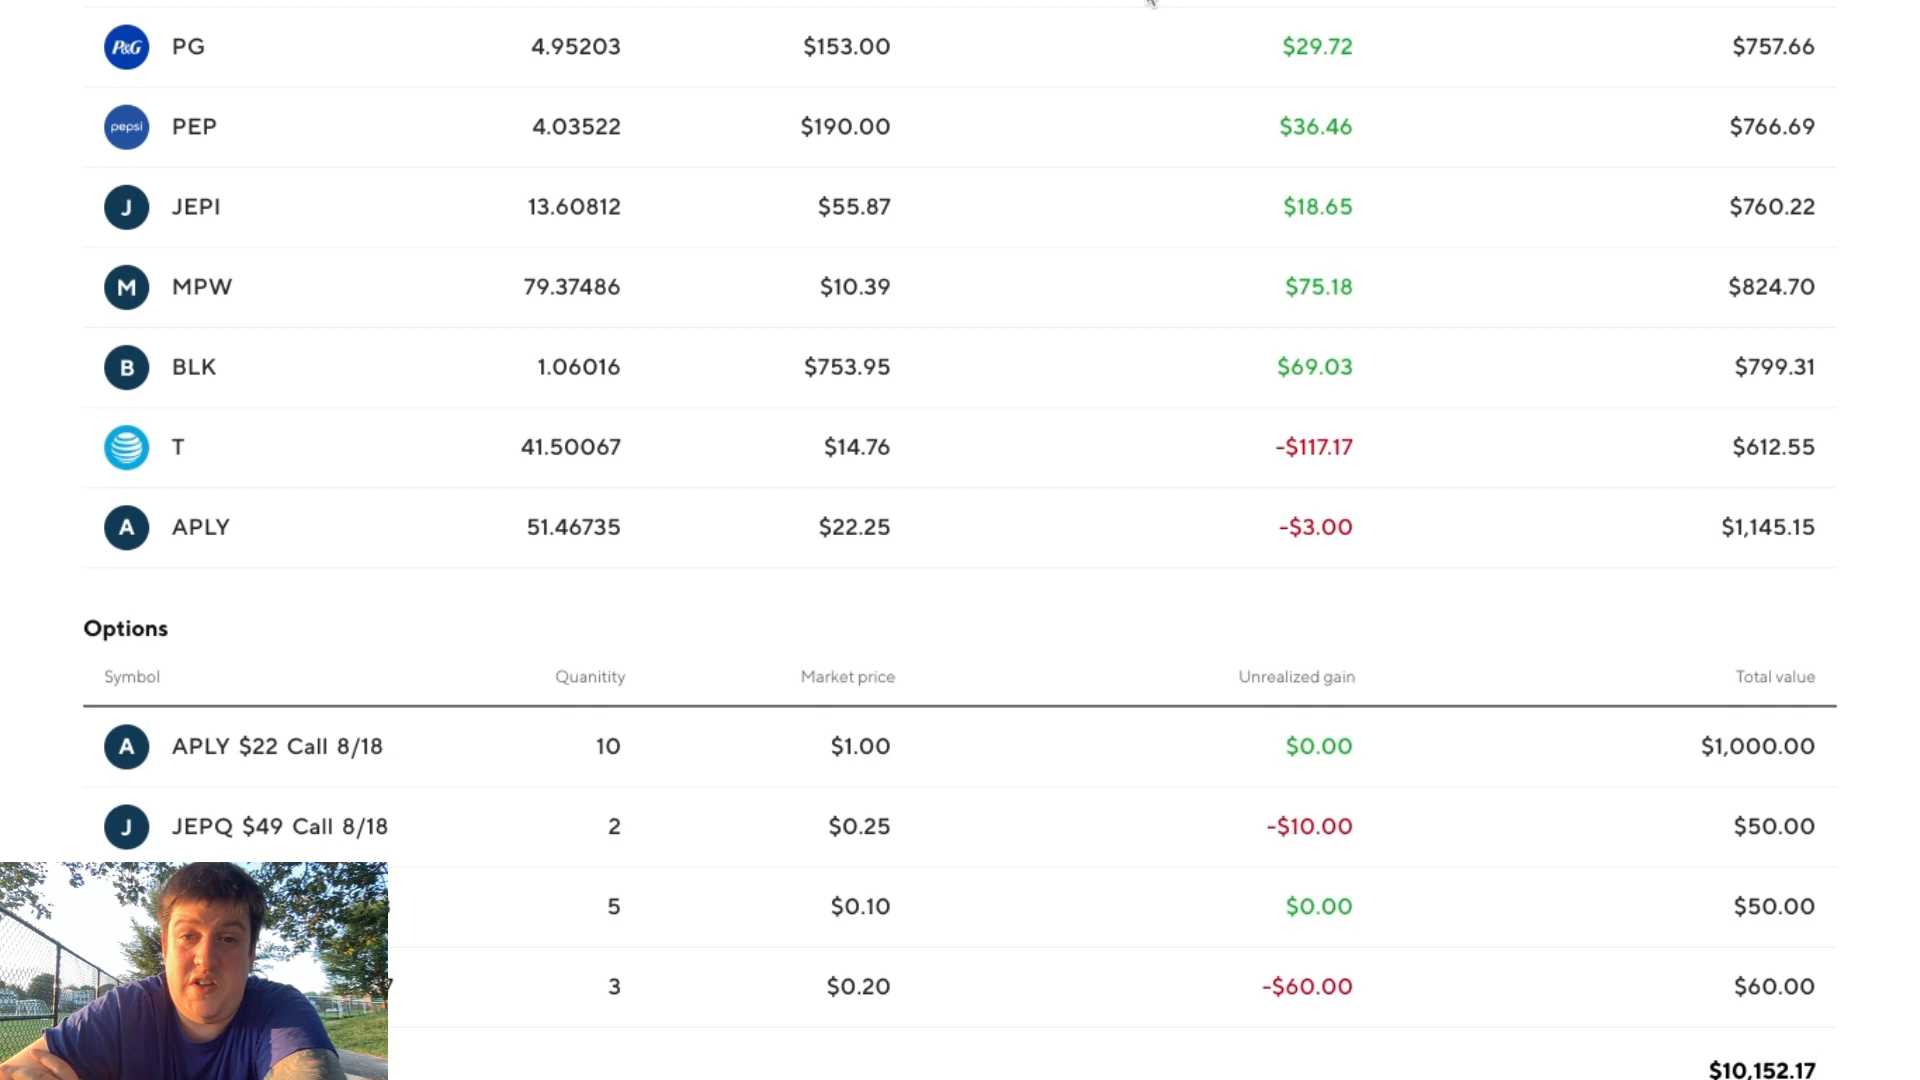 P&G PG 4.95203 $153.00 $29.72 $757.66
pepsi PEP 4.03522 $190.00 $36.46 $766.69
J JEPI 13.60812 $55.87 $18.65 $760.22
M MPW 79.37486 $10.39 $75.18 $824.70
B BLK 1.06016 $753.95 $69.03 $799.31
T 41.50067 $14.76 -$117.17 $612.55
A APLY 51.46735 $22.25 -$3.00 $1,145.15
Options
Symbol Quanitity Market price Unrealized gain Total value
A APLY $22 Call 8/18 10 $1.00 $0.00 $1,000.00
J JEPQ $49 Call 8/18 2 $0.25 -$10.00 $50.00
5 $0.10 $0.00 $50.00
3 $0.20 -$60.00 $60.00
$10,152.17